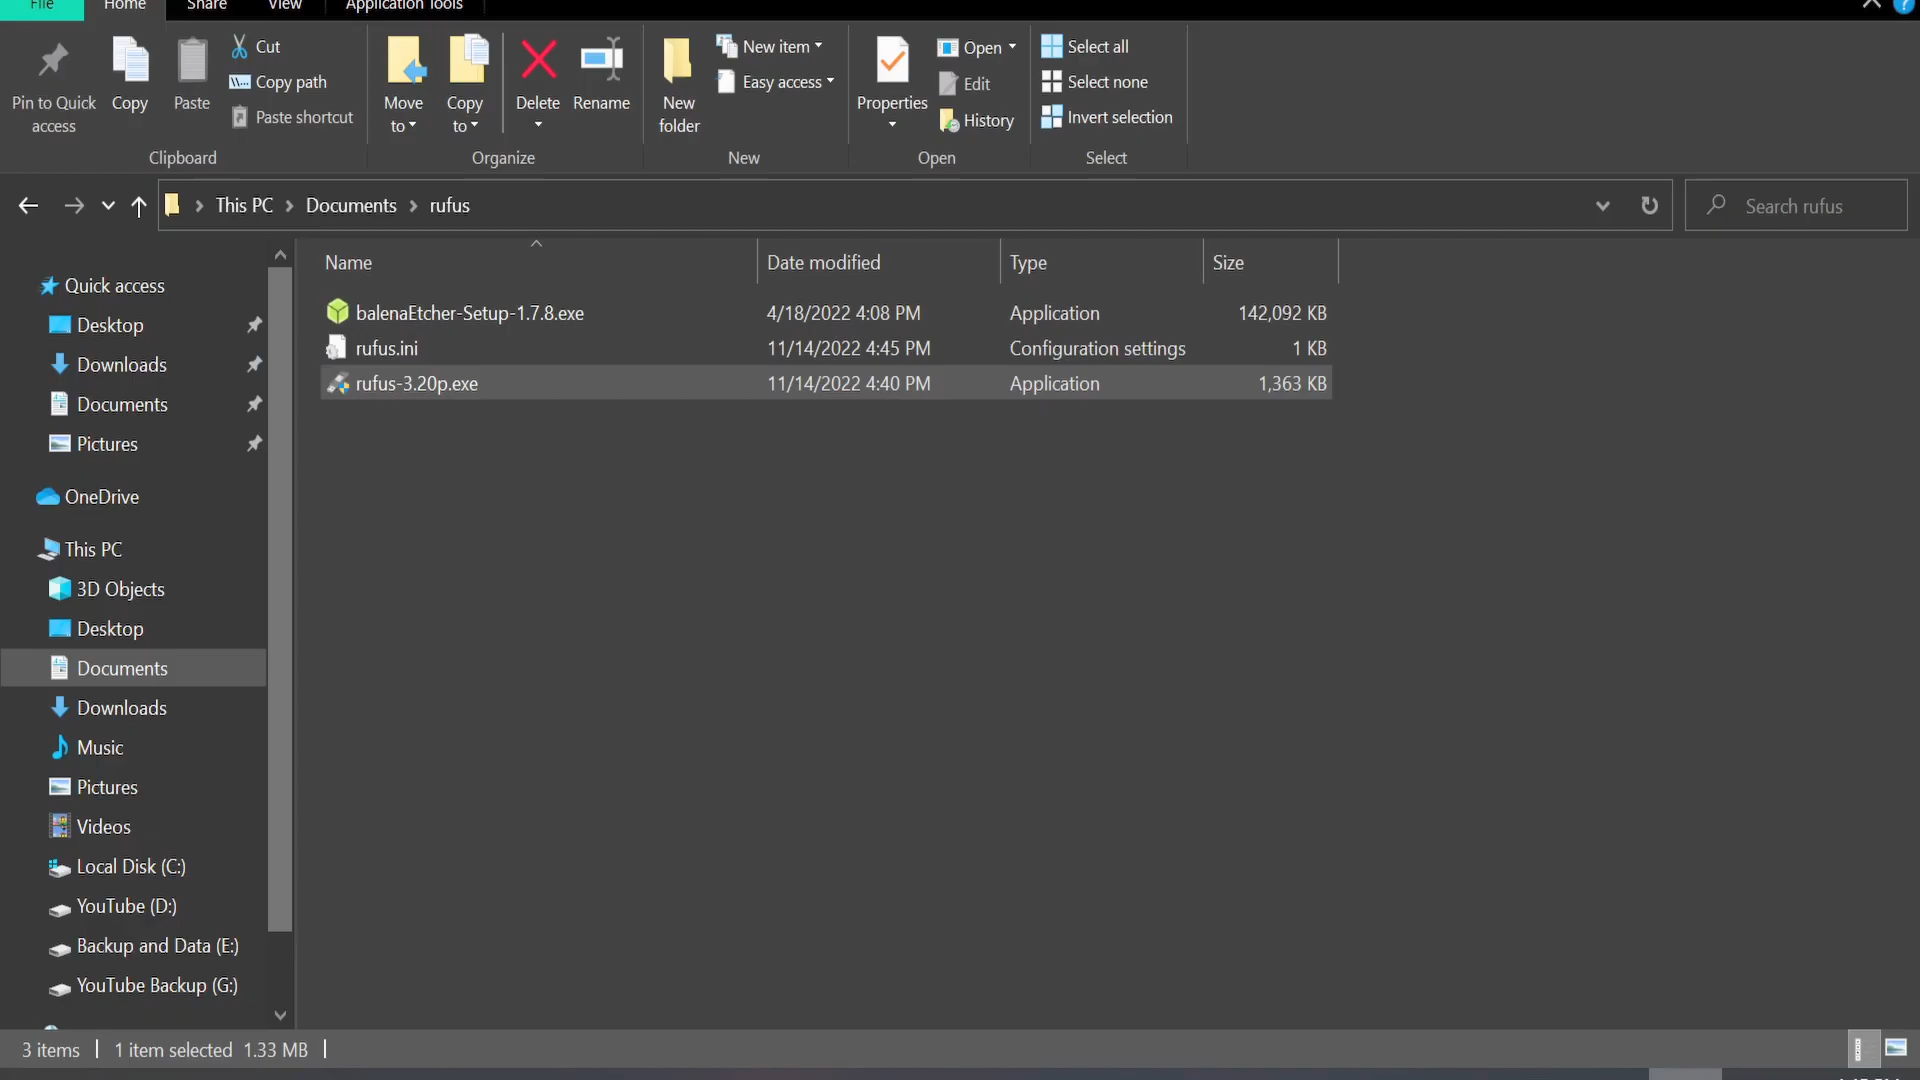 File Home Share View Application Tools
Pin to Quick access
Copy
Paste
Cut
Copy path
Paste shortcut
Clipboard
Move to
Copy to
Delete
Rename
Organize
New folder
New item
Easy access
New
Properties
Open
Edit
History
Open
Select all
Select none
Invert selection
Select
This PC Documents rufus
Search rufus
Name Date modified Type Size
balenaEtcher-Setup-1.7.8.exe 4/18/2022 4:08 PM Application 142,092 KB
rufus.ini 11/14/2022 4:45 PM Configuration settings 1 KB
rufus-3.20p.exe 11/14/2022 4:40 PM Application 1,363 KB
Quick access
Desktop
Downloads
Documents
Pictures
OneDrive
This PC
3D Objects
Desktop
Documents
Downloads
Music
Pictures
Videos
Local Disk (C:)
YouTube (D:)
Backup and Data (E:)
YouTube Backup (G:)
3 items 1 item selected 1.33 MB